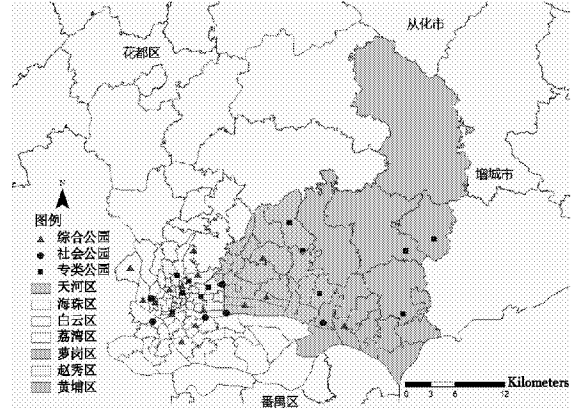 从化市
花都区
增城市
N
图例
综合公园
社会公园
专类公园
天河区
海珠区
白云区
荔湾区
萝岗区
赵秀区
黄埔区
番禺区
Kilometers
0 3 6 12